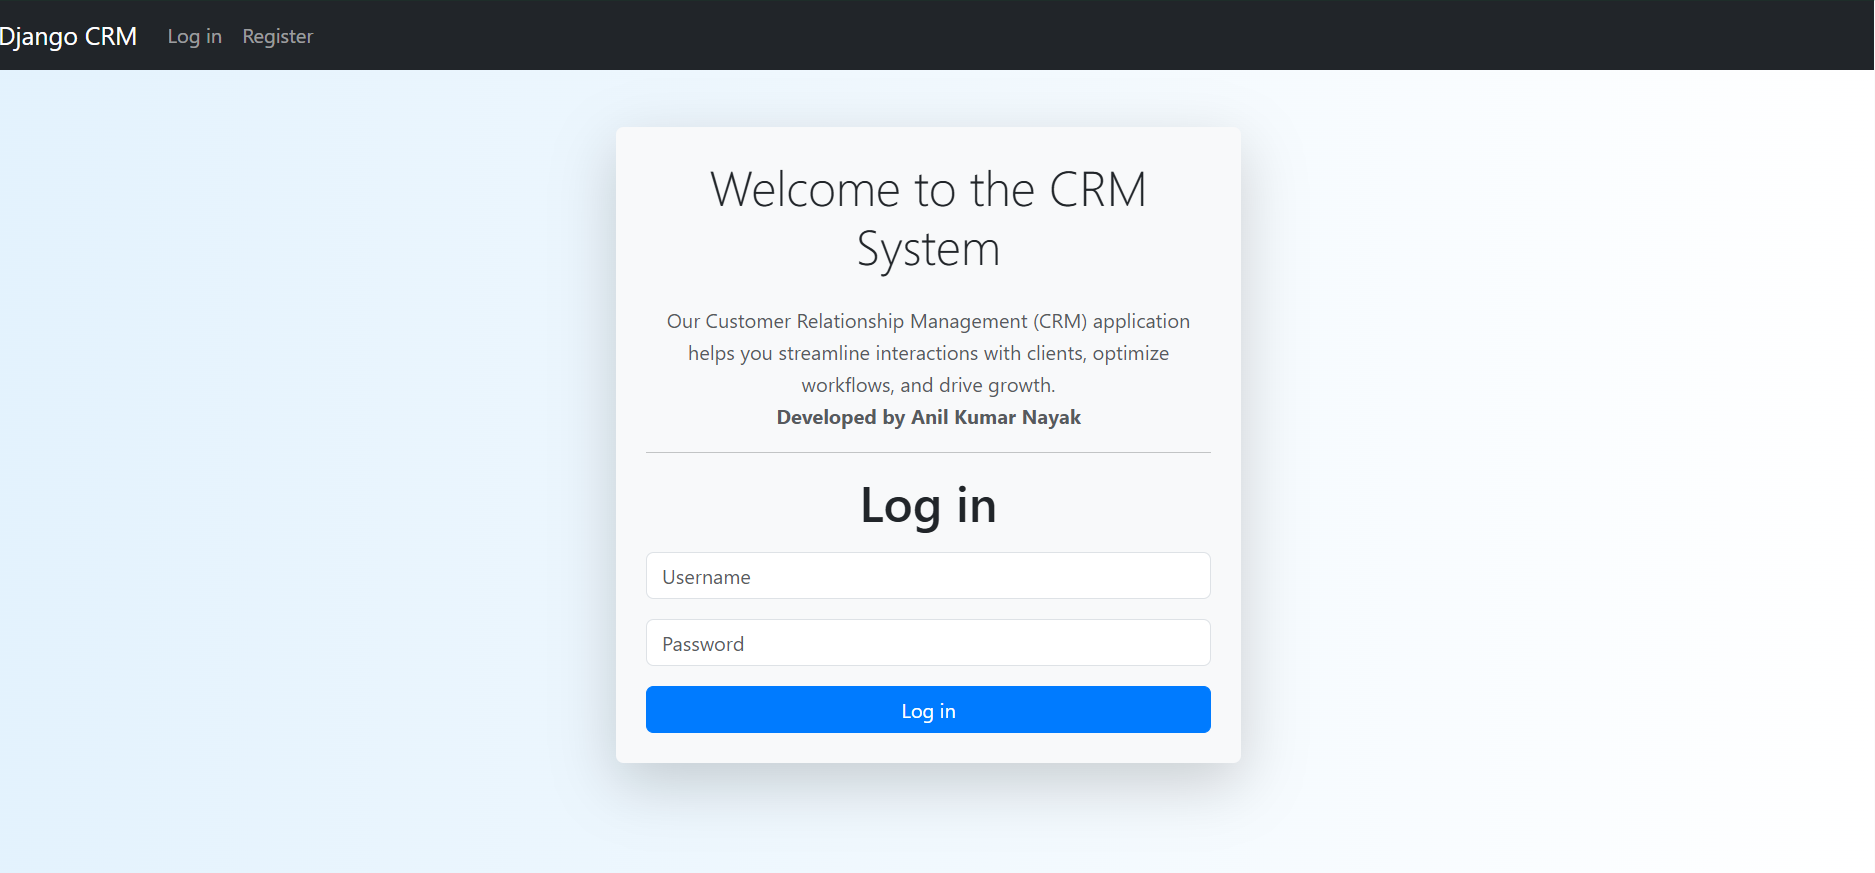 Django CRM Log in Register
Welcome to the CRM
System
Our Customer Relationship Management (CRM) application
helps you streamline interactions with clients, optimize
workflows, and drive growth.
Developed by Anil Kumar Nayak
Log in
Username
Password
Log in